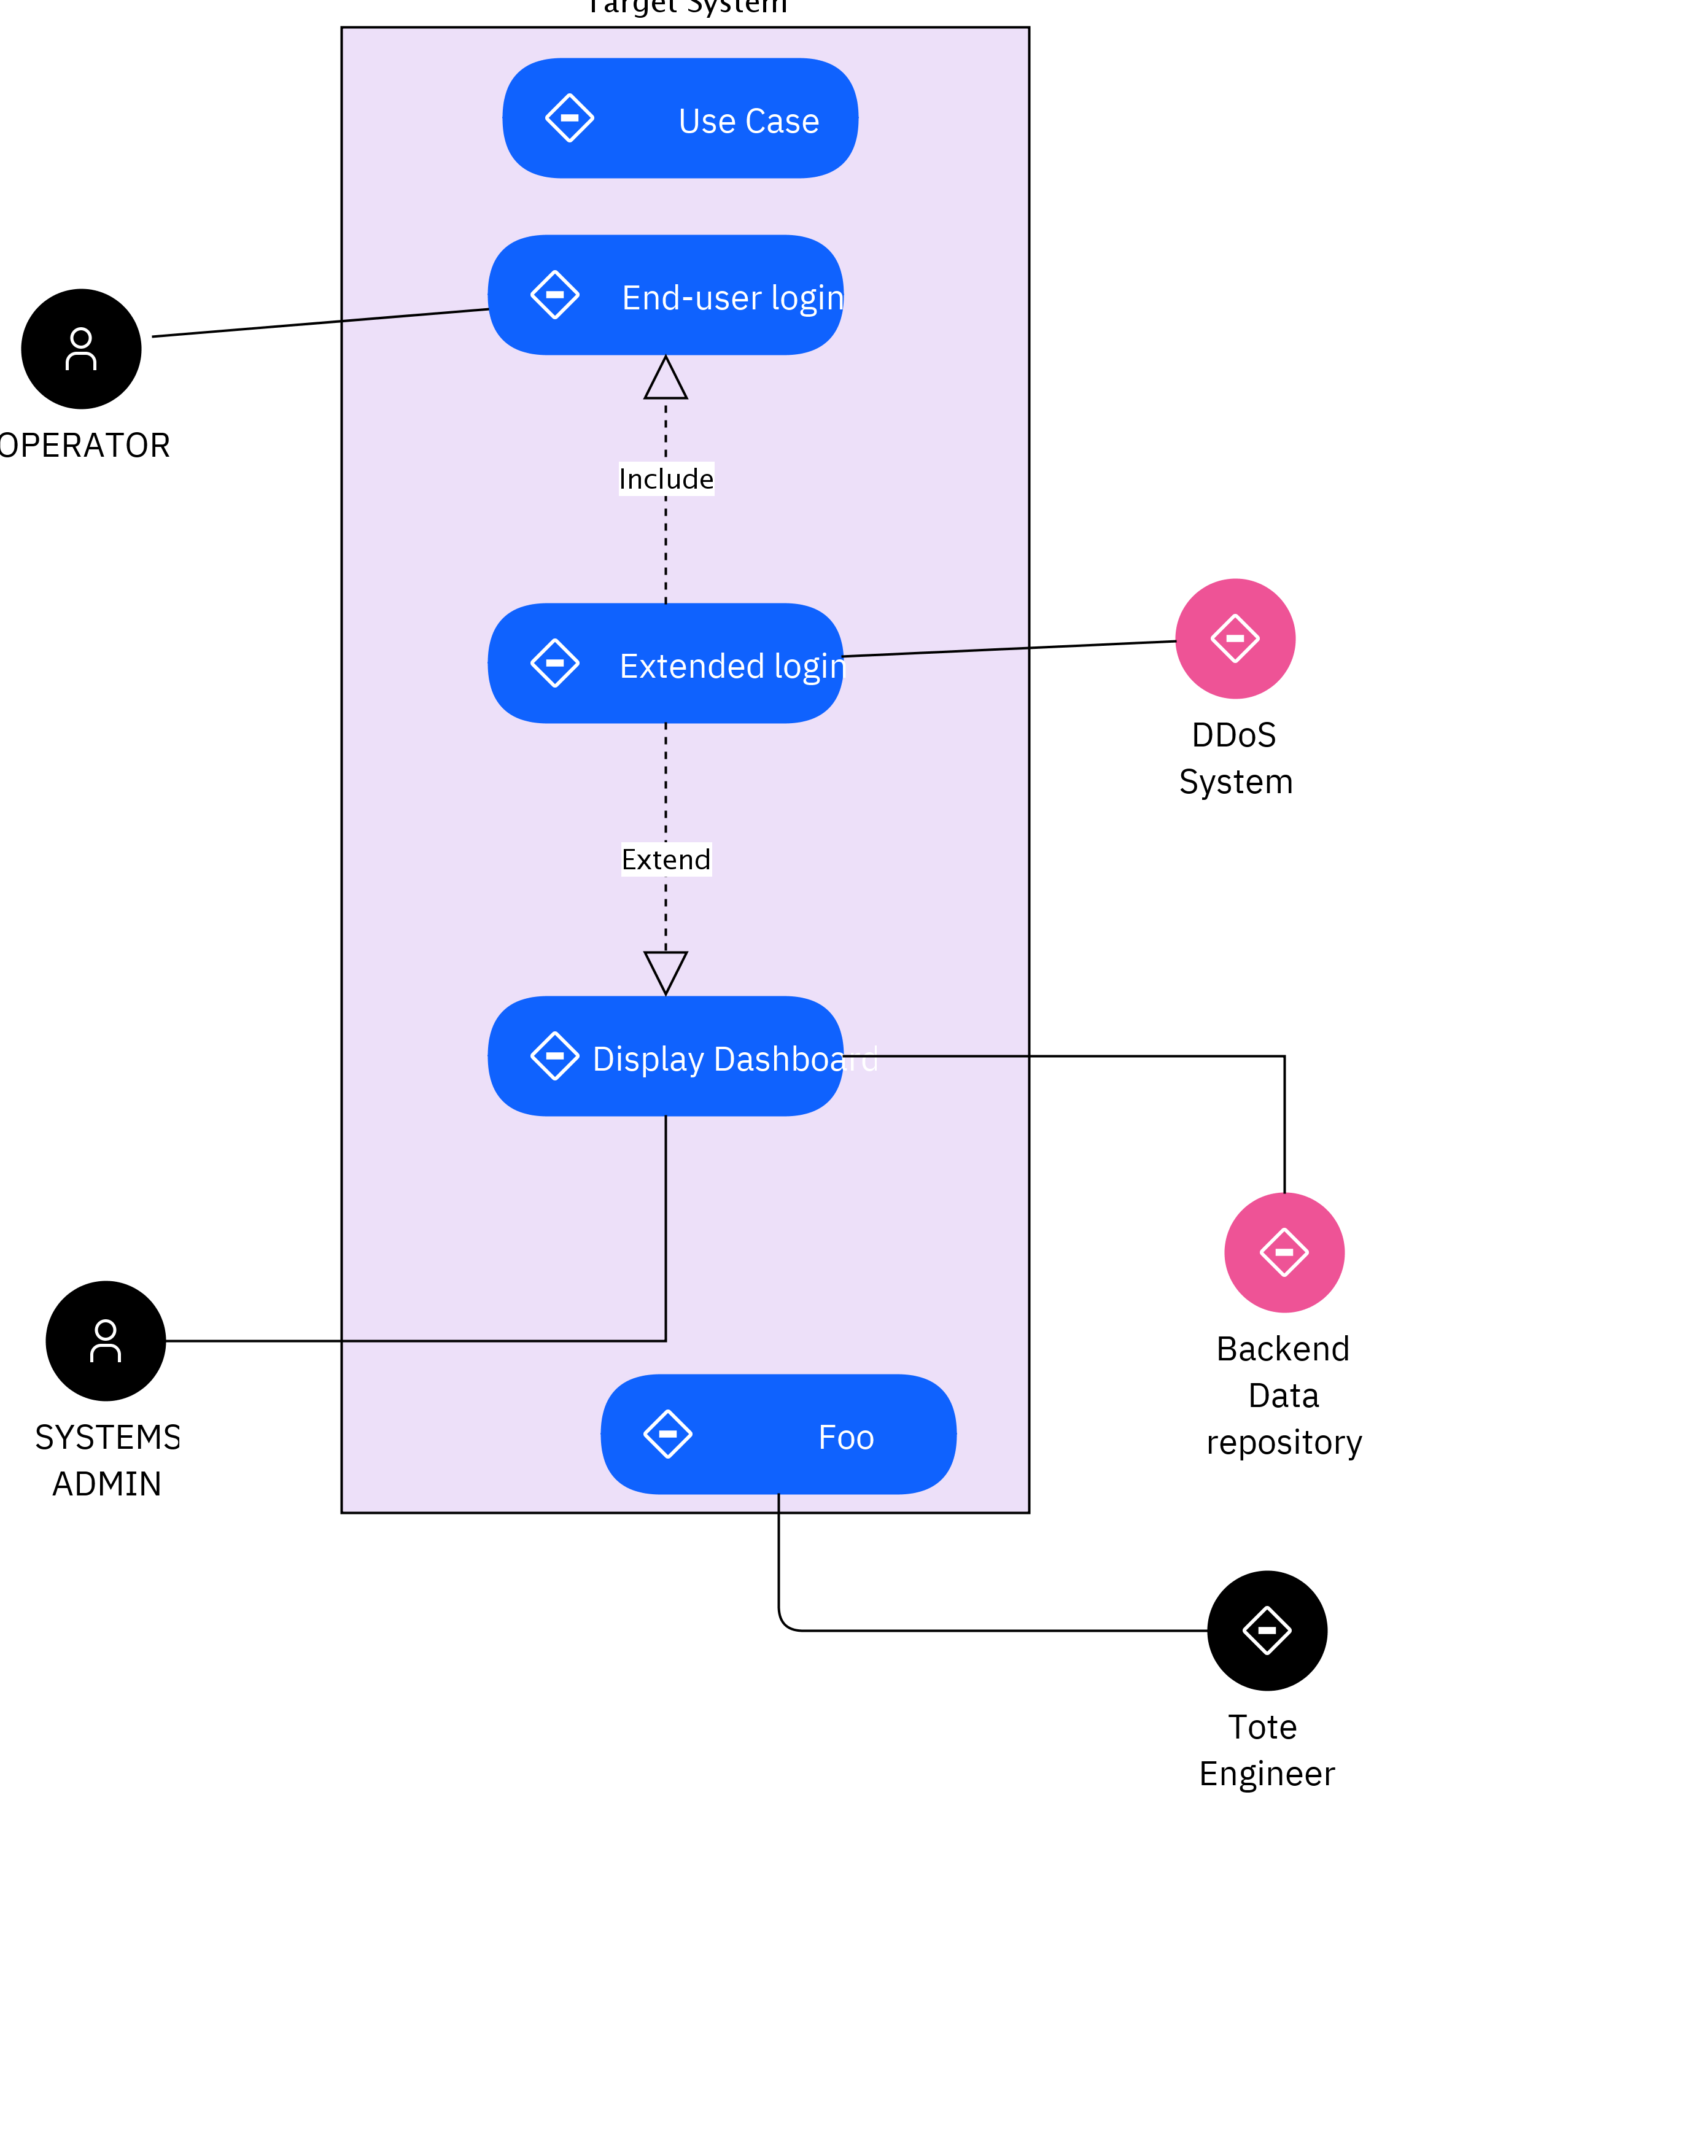 Target System
Use Case
End-user login
OPERATOR
Include
Extended login
DDoS
System
Extend
Display Dashboard
Backend
Data
repository
SYSTEMS
ADMIN
Foo
Tote
Engineer